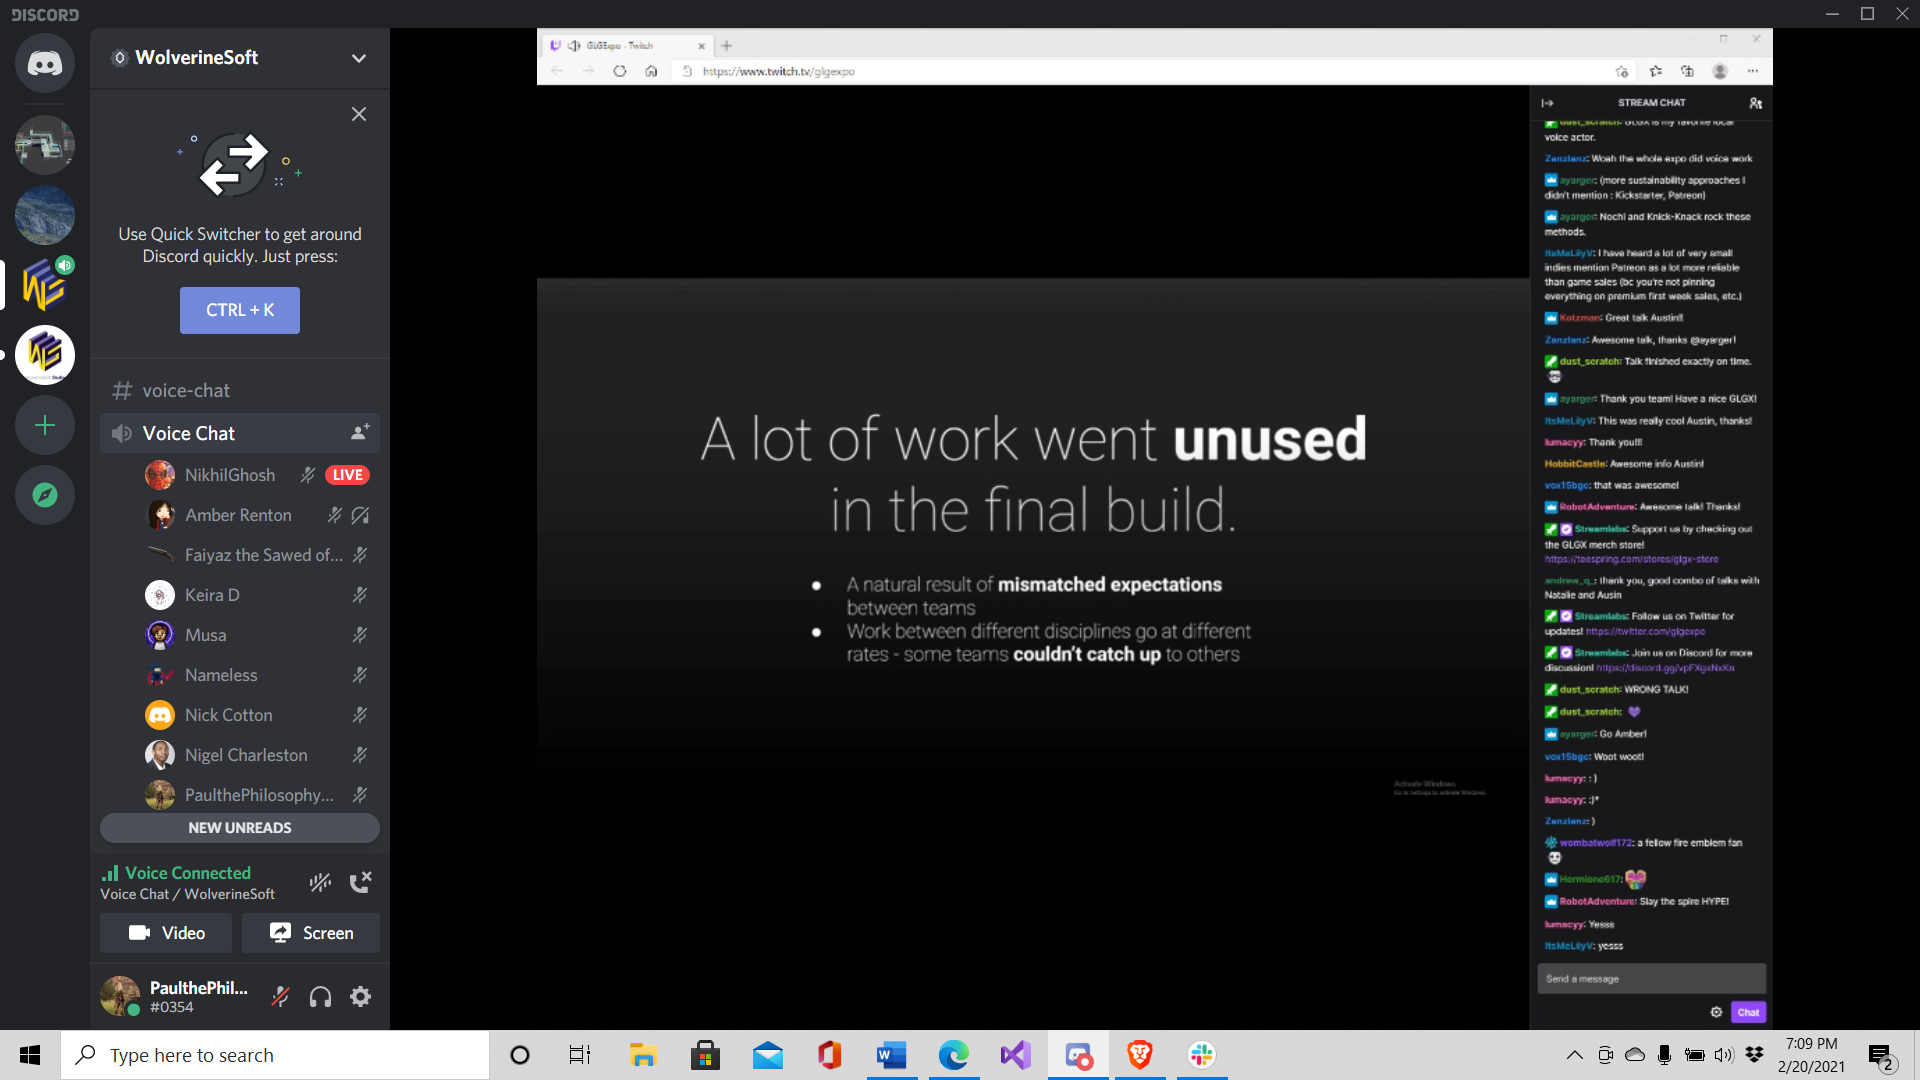 DISCORD
WolverineSoft
Use Quick Switcher to get around
Discord quickly. Just press:
CTRL + K
voice-chat
Voice Chat
NikhilGhosh
LIVE
Amber Renton
Faiyaz the Sawed of...
Keira D
Musa
Nameless
Nick Cotton
Nigel Charleston
PaulthePhilosophy...
NEW UNREADS
Voice Connected
Voice Chat / WolverineSoft
Video
Screen
PaulthePhil...
#0354
GLGExpo - Twitch
https://www.twitch.tv/glgexpo
A lot of work went unused
in the final build.
● A natural result of mismatched expectations
between teams
● Work between different disciplines go at different
rates - some teams couldn't catch up to others
Activate Windows
Go to Settings to activate Windows.
STREAM CHAT
dust_scratch: GLGX is my favorite local
voice actor.
Zanzlanz: Woah the whole expo did voice work
ayarger: (more sustainability approaches I
didn't mention : Kickstarter, Patreon)
ayarger: Nochi and Knick-Knack rock these
methods.
ItsMeLilyV: I have heard a lot of very small
indies mention Patreon as a lot more reliable
than game sales (bc you're not pinning
everything on premium first week sales, etc.)
Kotzman: Great talk Austin!!
Zanzlanz: Awesome talk, thanks @ayarger!
dust_scratch: Talk finished exactly on time.
ayarger: Thank you team! Have a nice GLGX!
ItsMeLilyV: This was really cool Austin, thanks!
lumacyy: Thank you!!!
HobbitCastle: Awesome info Austin!
vox15bgc: that was awesome!
RobotAdventure: Awesome talk! Thanks!
Streamlabs: Support us by checking out
the GLGX merch store!
https://teespring.com/stores/glgx-store
andrew_q_: thank you, good combo of talks with
Natalie and Ausin
Streamlabs: Follow us on Twitter for
updates! https://twitter.com/glgexpo
Streamlabs: Join us on Discord for more
discussion! https://discord.gg/vpFXgxNxKn
dust_scratch: WRONG TALK!
dust_scratch:
ayarger: Go Amber!
vox15bgc: Woot woot!
lumacyy: : )
lumacyy: :)*
Zanzlanz: )
wombatwolf172: a fellow fire emblem fan
Hermione617:
RobotAdventure: Slay the spire HYPE!
lumacyy: Yesss
ItsMeLilyV: yesss
Send a message
Chat
Type here to search
7:09 PM
2/20/2021
2